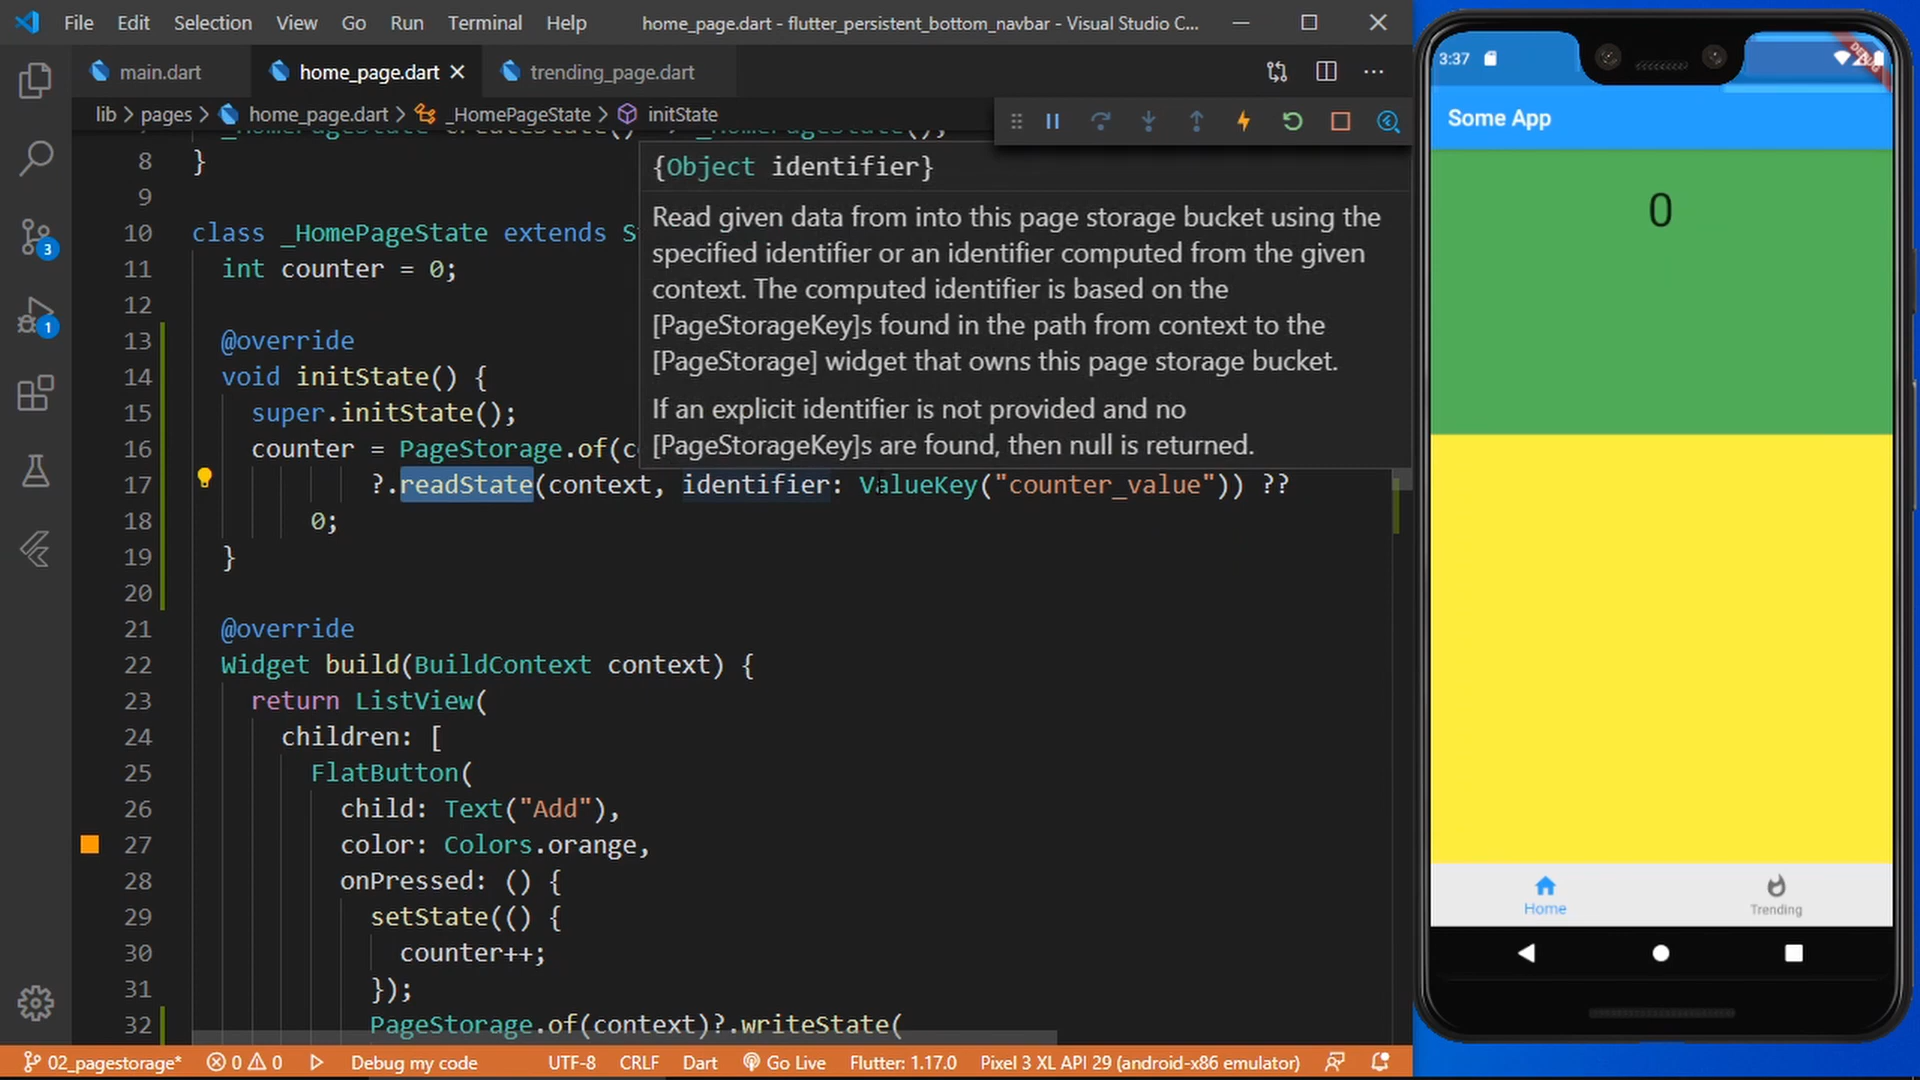 File Edit Selection View Go Run Terminal Help home_page.dart - flutter_persistent_bottom_navbar - Visual Studio C...
main.dart home_page.dart trending_page.dart
lib > pages > home_page.dart > _HomePageState > initState
8 }
9
10 class _HomePageState extends S
11 int counter = 0;
12
13 @override
14 void initState() {
15 super.initState();
16 counter = PageStorage.of(c
17 ?.readState(context, identifier: ValueKey("counter_value")) ??
18 0;
19 }
20
21 @override
22 Widget build(BuildContext context) {
23 return ListView(
24 children: [
25 FlatButton(
26 child: Text("Add"),
27 color: Colors.orange,
28 onPressed: () {
29 setState(() {
30 counter++;
31 });
32 PageStorage.of(context)?.writeState(
{Object identifier}
Read given data from into this page storage bucket using the
specified identifier or an identifier computed from the given
context. The computed identifier is based on the
[PageStorageKey]s found in the path from context to the
[PageStorage] widget that owns this page storage bucket.
If an explicit identifier is not provided and no
[PageStorageKey]s are found, then null is returned.
3
1
02_pagestorage* 0 0 Debug my code UTF-8 CRLF Dart Go Live Flutter: 1.17.0 Pixel 3 XL API 29 (android-x86 emulator)
3:37
DEBUG
Some App
0
Home Trending